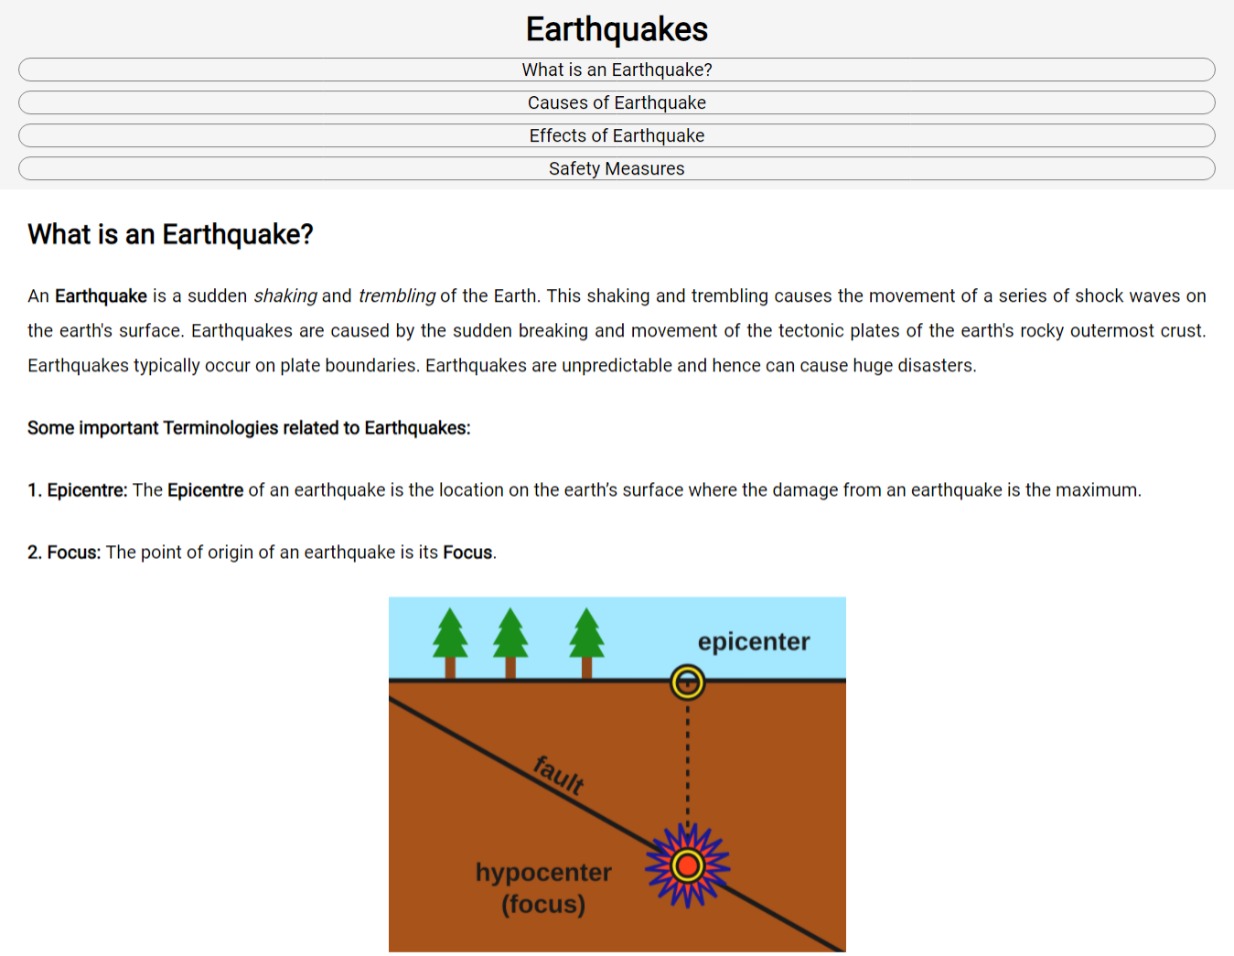 Earthquakes
What is an Earthquake?
Causes of Earthquake
Effects of Earthquake
Safety Measures
What is an Earthquake?
An Earthquake is a sudden shaking and trembling of the Earth. This shaking and trembling causes the movement of a series of shock waves on
the earth's surface. Earthquakes are caused by the sudden breaking and movement of the tectonic plates of the earth's rocky outermost crust.
Earthquakes typically occur on plate boundaries. Earthquakes are unpredictable and hence can cause huge disasters.
Some important Terminologies related to Earthquakes:
1. Epicentre: The Epicentre of an earthquake is the location on the earth's surface where the damage from an earthquake is the maximum.
2. Focus: The point of origin of an earthquake is its Focus.
epicenter
fault
hypocenter
(focus)